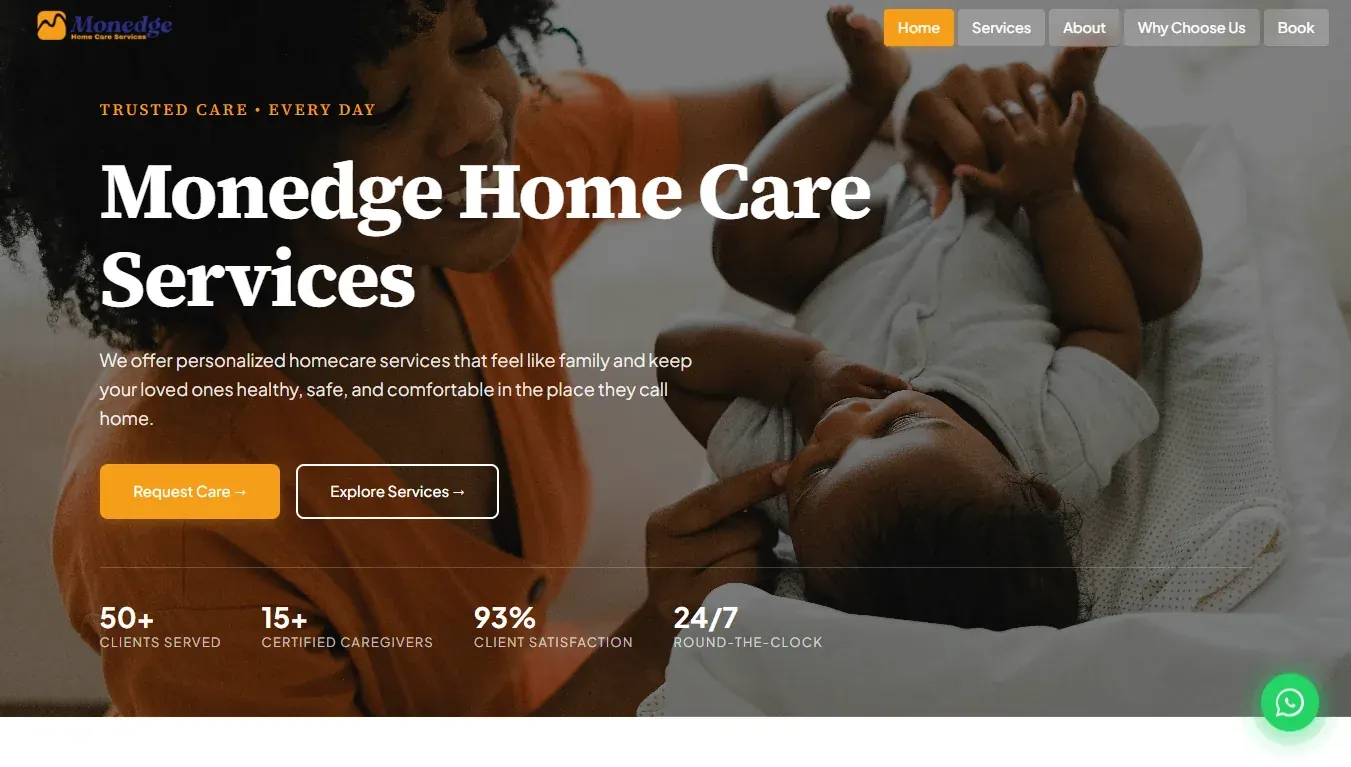 Monedge
Home Care Services
Home
Services
About
Why Choose Us
Book
TRUSTED CARE • EVERY DAY
Monedge Home Care
Services
We offer personalized homecare services that feel like family and keep
your loved ones healthy, safe, and comfortable in the place they call
home.
Request Care →
Explore Services →
50+
CLIENTS SERVED
15+
CERTIFIED CAREGIVERS
93%
CLIENT SATISFACTION
24/7
ROUND-THE-CLOCK